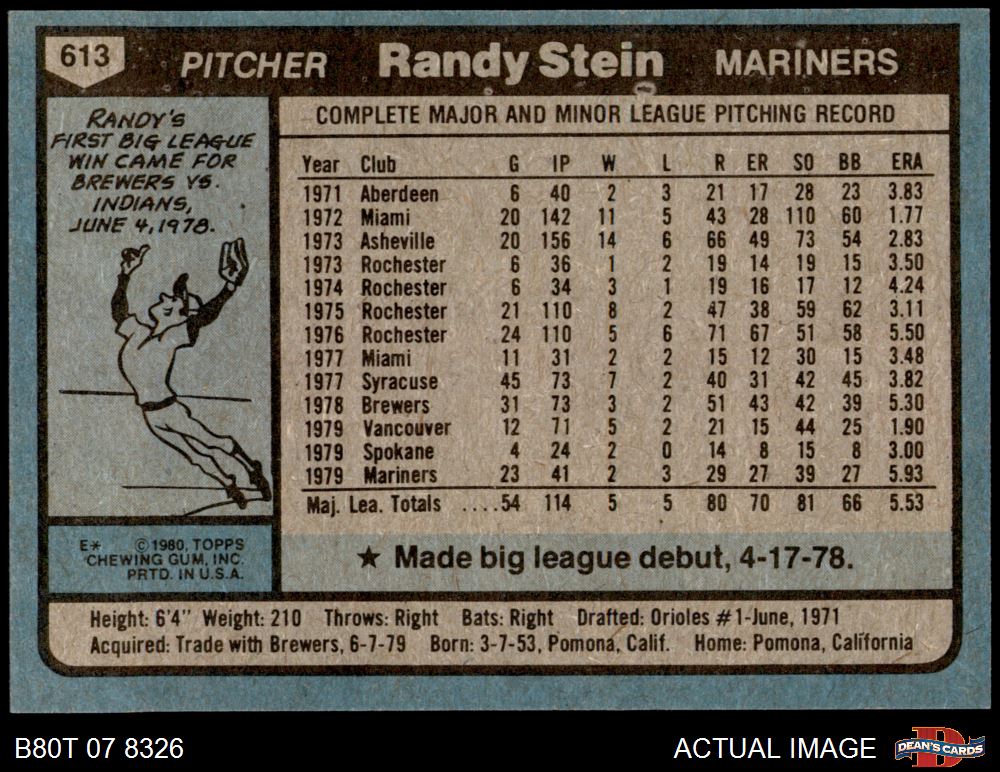 613 PITCHER Randy Stein MARINERS
RANDY'S
FIRST BIG LEAGUE
WIN CAME FOR
BREWERS VS.
INDIANS,
JUNE 4, 1978.
COMPLETE MAJOR AND MINOR LEAGUE PITCHING RECORD
Year Club G IP W L R ER SO BB ERA
1971 Aberdeen 6 40 2 3 21 17 28 23 3.83
1972 Miami 20 142 11 5 43 28 110 60 1.77
1973 Asheville 20 156 14 6 66 49 73 54 2.83
1973 Rochester 6 36 1 2 19 14 19 15 3.50
1974 Rochester 6 34 3 1 19 16 17 12 4.24
1975 Rochester 21 110 8 2 47 38 59 62 3.11
1976 Rochester 24 110 5 6 71 67 51 58 5.50
1977 Miami 11 31 2 2 15 12 30 15 3.48
1977 Syracuse 45 73 7 2 40 31 42 45 3.82
1978 Brewers 31 73 3 2 51 43 42 39 5.30
1979 Vancouver 12 71 5 2 21 15 44 25 1.90
1979 Spokane 4 24 2 0 14 8 15 8 3.00
1979 Mariners 23 41 2 3 29 27 39 27 5.93
Maj. Lea. Totals ....54 114 5 5 80 70 81 66 5.53
★ Made big league debut, 4-17-78.
E* ©1980, TOPPS
CHEWING GUM, INC.
PRTD. IN U.S.A.
Height: 6'4" Weight: 210 Throws: Right Bats: Right Drafted: Orioles #1-June, 1971
Acquired: Trade with Brewers, 6-7-79 Born: 3-7-53, Pomona, Calif. Home: Pomona, California
B80T 07 8326 ACTUAL IMAGE D DEAN'S CARDS